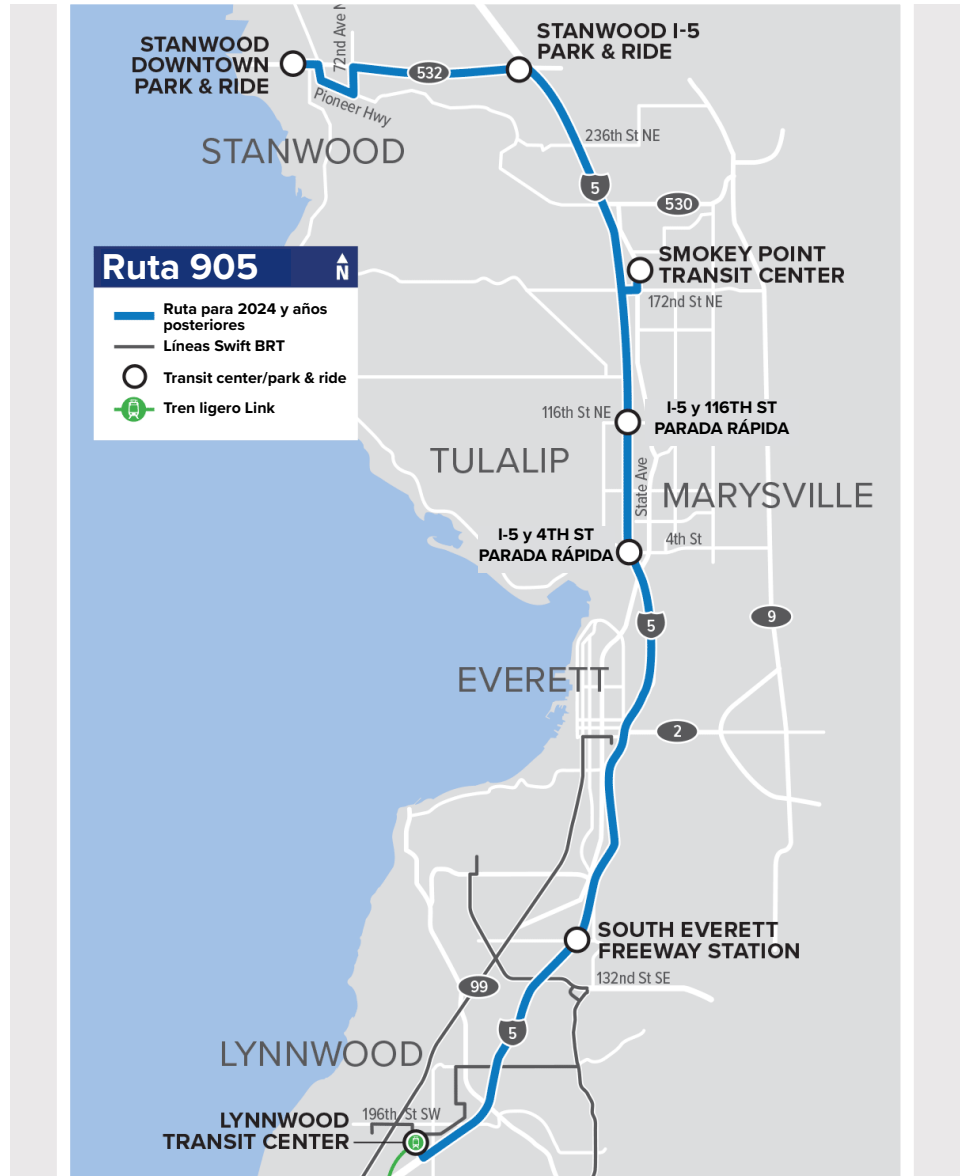 STANWOOD
DOWNTOWN
PARK & RIDE
72nd Ave N
532
STANWOOD I-5
PARK & RIDE
Pioneer Hwy
STANWOOD
236th St NE
5
530
Ruta 905
N
Ruta para 2024 y años
posteriores
Líneas Swift BRT
Transit center/park & ride
Tren ligero Link
SMOKEY POINT
TRANSIT CENTER
172nd St NE
116th St NE
I-5 y 116TH ST
PARADA RÁPIDA
TULALIP
State Ave
MARYSVILLE
I-5 y 4TH ST
PARADA RÁPIDA
4th St
5
9
EVERETT
2
SOUTH EVERETT
FREEWAY STATION
132nd St SE
99
5
LYNNWOOD
196th St SW
LYNNWOOD
TRANSIT CENTER